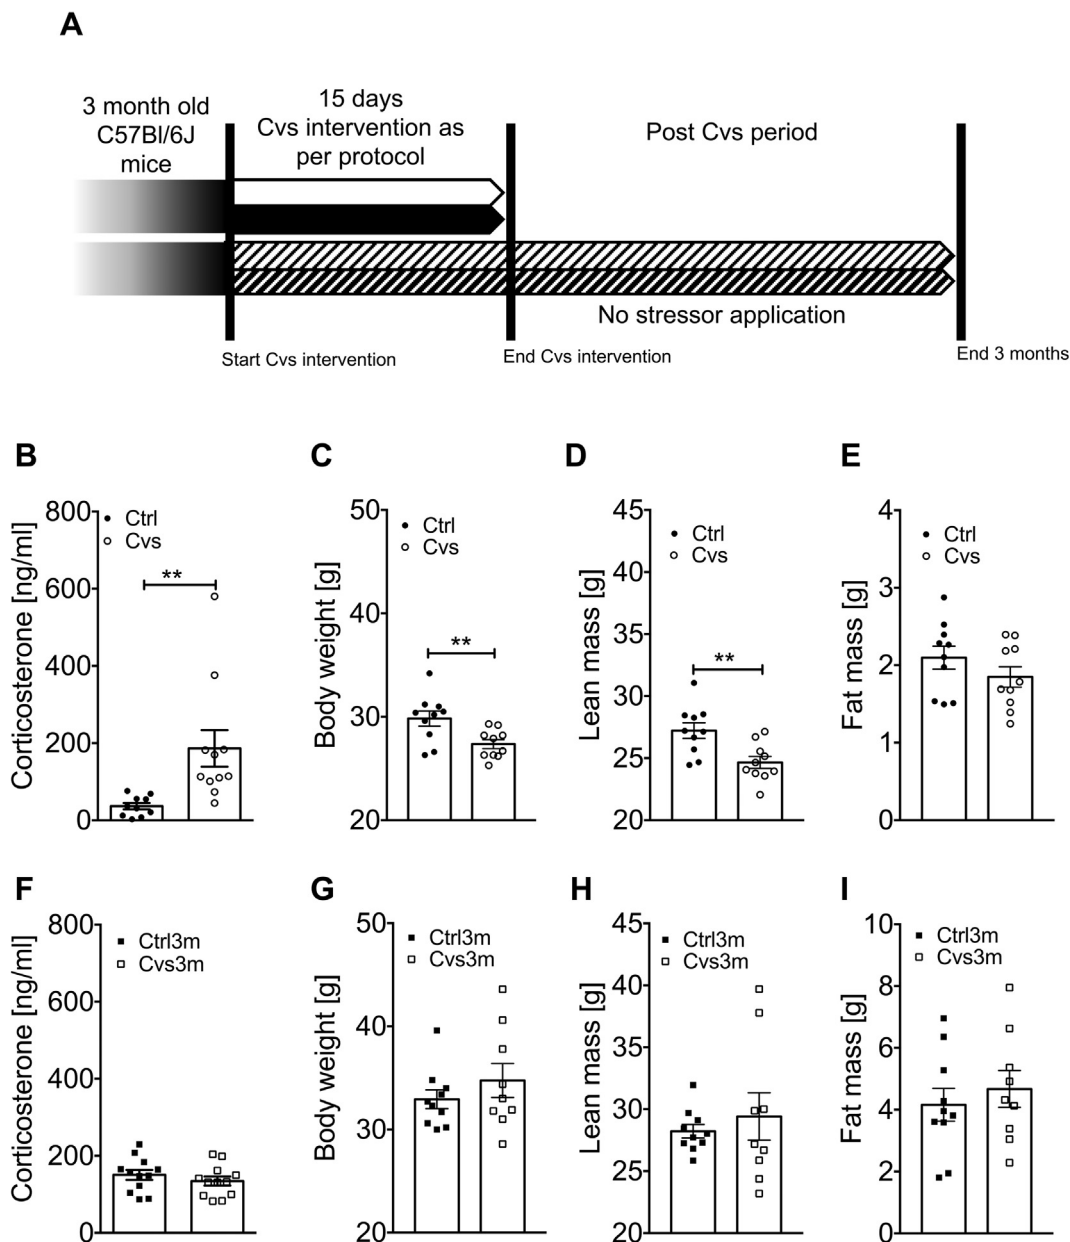 A
3 month old
C57Bl/6J
mice
15 days
Cvs intervention as
per protocol
Post Cvs period
No stressor application
Start Cvs intervention
End Cvs intervention
End 3 months
B
Corticosterone [ng/ml]
800
600
400
200
0
Ctrl
Cvs
**
C
Body weight [g]
50
40
30
20
Ctrl
Cvs
**
D
Lean mass [g]
45
40
35
30
25
20
Ctrl
Cvs
**
E
Fat mass [g]
4
3
2
1
0
Ctrl
Cvs
F
Corticosterone [ng/ml]
800
600
400
200
0
Ctrl3m
Cvs3m
G
Body weight [g]
50
40
30
20
Ctrl3m
Cvs3m
H
Lean mass [g]
45
40
35
30
25
20
Ctrl3m
Cvs3m
I
Fat mass [g]
10
8
6
4
2
0
Ctrl3m
Cvs3m